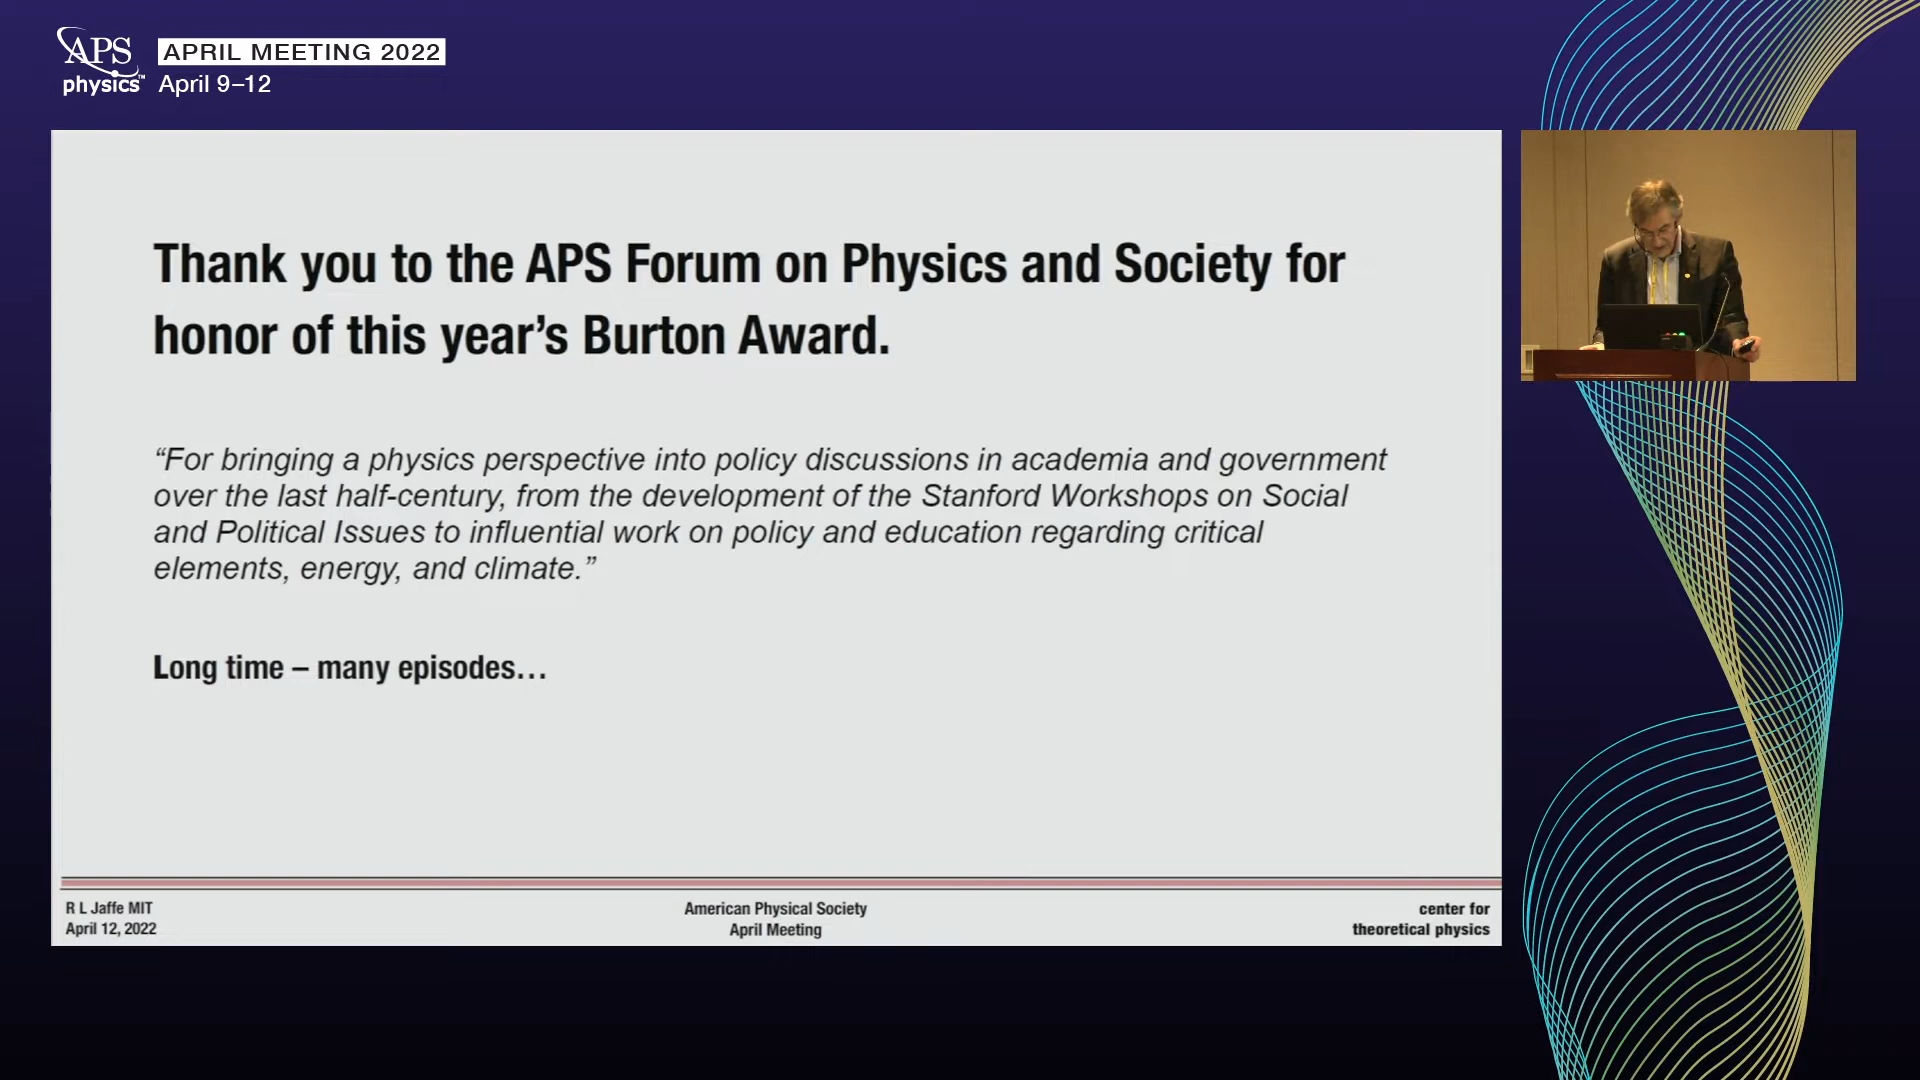 APS
physics™
APRIL MEETING 2022
April 9–12
Thank you to the APS Forum on Physics and Society for
honor of this year’s Burton Award.
“For bringing a physics perspective into policy discussions in academia and government
over the last half-century, from the development of the Stanford Workshops on Social
and Political Issues to influential work on policy and education regarding critical
elements, energy, and climate.”
Long time – many episodes…
R L Jaffe MIT
April 12, 2022
American Physical Society
April Meeting
center for
theoretical physics